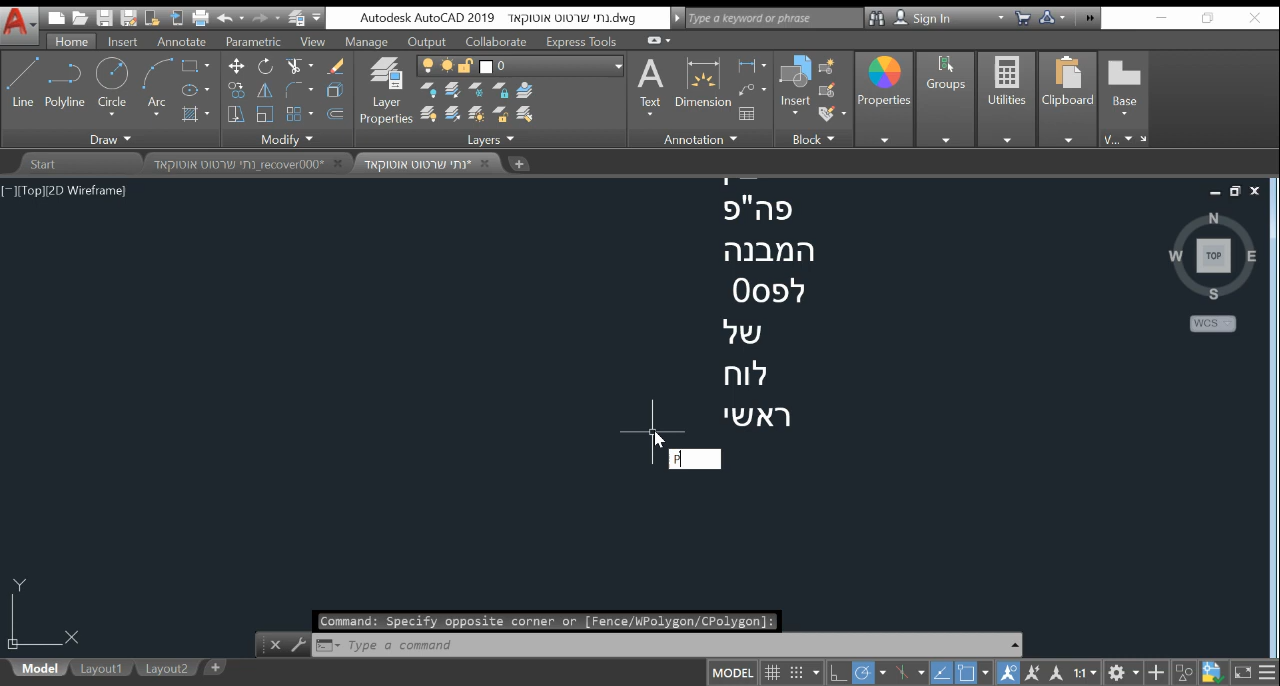 Autodesk AutoCAD 2019 נתי שרטוט אוטוקאד.dwg
Type a keyword or phrase
Sign In
Home Insert Annotate Parametric View Manage Output Collaborate Express Tools
0
Line Polyline Circle Arc
Layer Properties
Text Dimension
Insert
Properties Groups Utilities Clipboard Base
Draw Modify Layers Annotation Block V...
Start נתי שרטוט אוטוקאד_recover000* נתי שרטוט אוטוקאד*
[−][Top][2D Wireframe]
פה"פ
המבנה
לפס0
של
לוח
ראשי
P
N
W TOP E
S
WCS
Y
X
Command: Specify opposite corner or [Fence/WPolygon/CPolygon]:
Type a command
Model Layout1 Layout2
MODEL 1:1